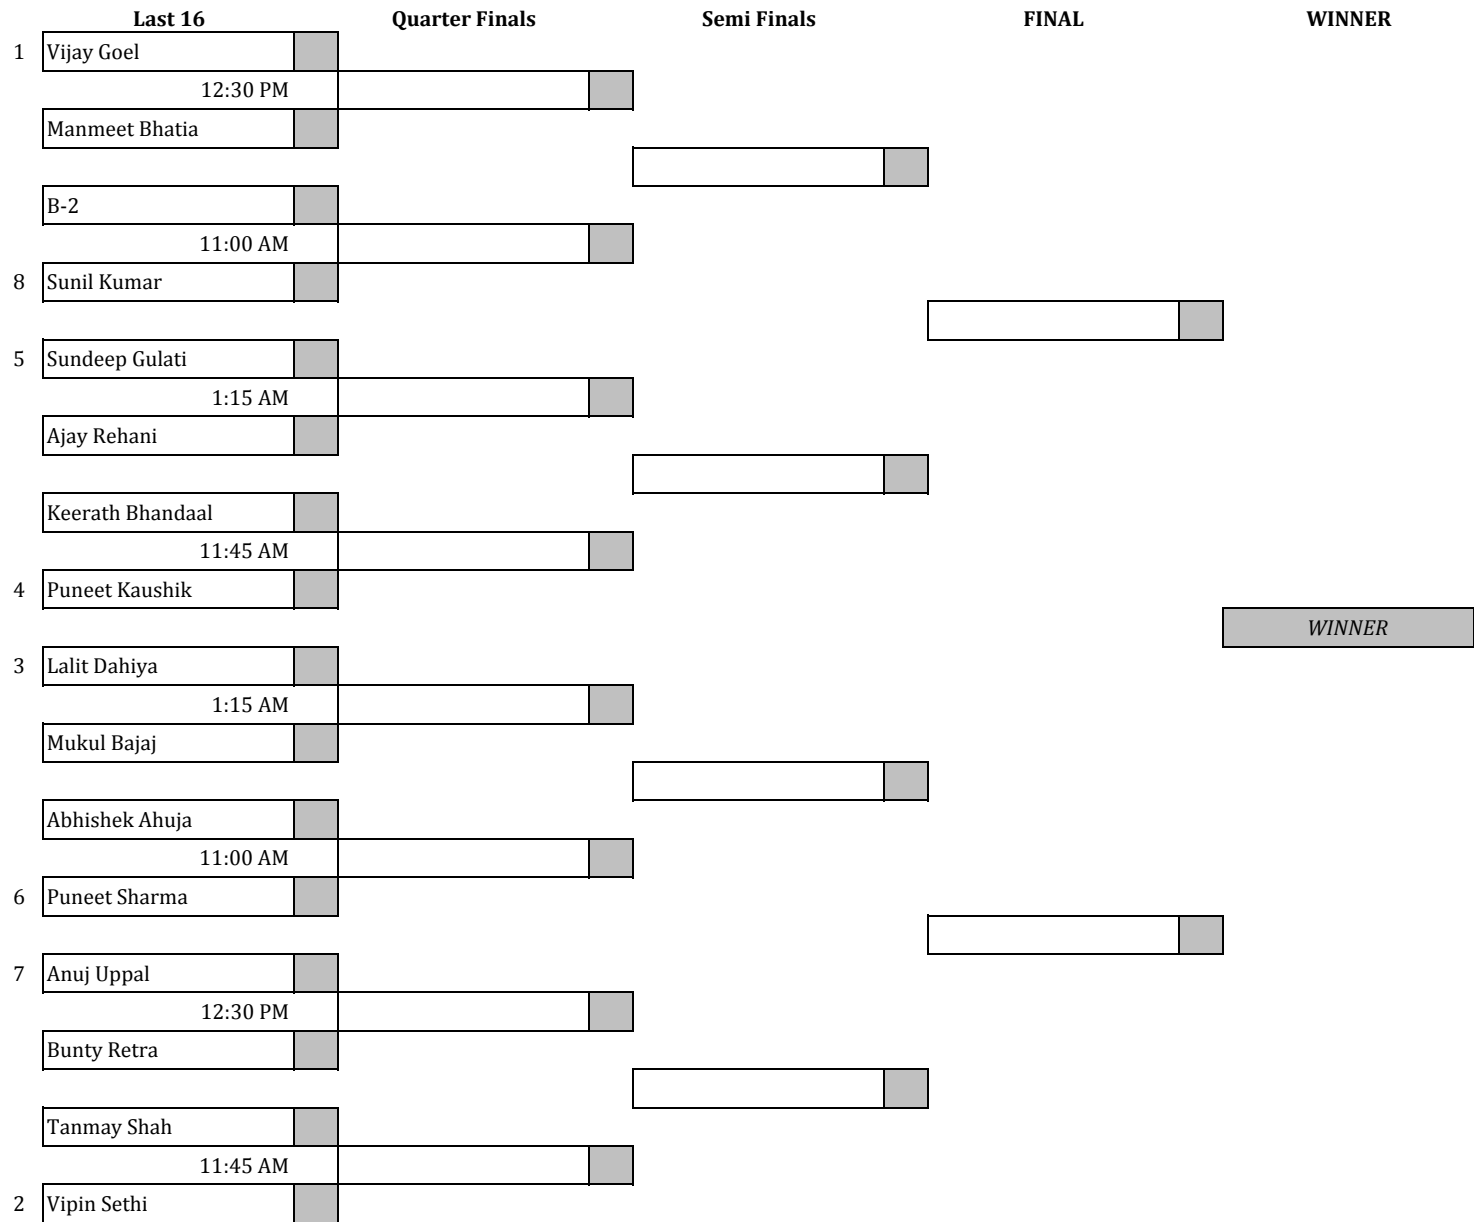 Last 16 Quarter Finals Semi Finals FINAL WINNER
1 Vijay Goel
12:30 PM
Manmeet Bhatia
B-2
11:00 AM
8 Sunil Kumar
5 Sundeep Gulati
1:15 AM
Ajay Rehani
Keerath Bhandaal
11:45 AM
4 Puneet Kaushik
WINNER
3 Lalit Dahiya
1:15 AM
Mukul Bajaj
Abhishek Ahuja
11:00 AM
6 Puneet Sharma
7 Anuj Uppal
12:30 PM
Bunty Retra
Tanmay Shah
11:45 AM
2 Vipin Sethi